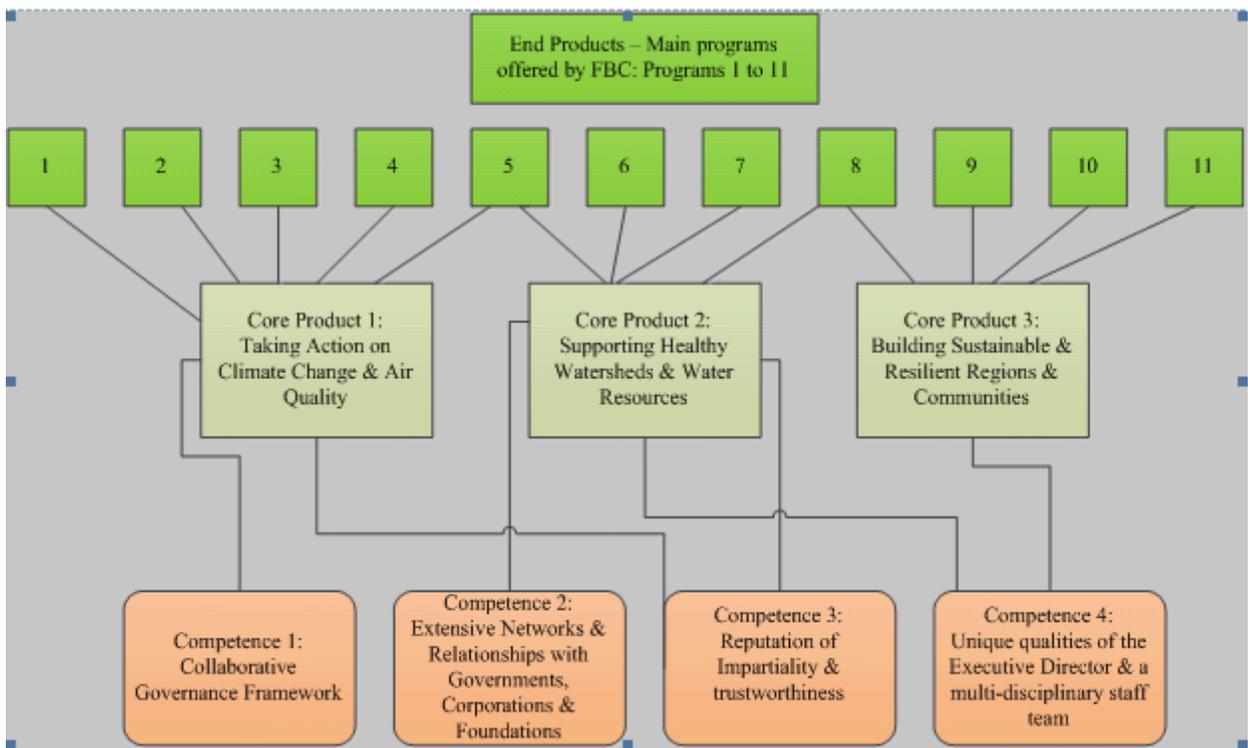 End Products – Main programs
offered by FBC: Programs 1 to 11
1
2
3
4
5
6
7
8
9
10
11
Core Product 1:
Taking Action on
Climate Change & Air
Quality
Core Product 2:
Supporting Healthy
Watersheds & Water
Resources
Core Product 3:
Building Sustainable &
Resilient Regions &
Communities
Competence 1:
Collaborative
Governance Framework
Competence 2:
Extensive Networks &
Relationships with
Governments,
Corporations &
Foundations
Competence 3:
Reputation of
Impartiality &
trustworthiness
Competence 4:
Unique qualities of the
Executive Director & a
multi-disciplinary staff
team